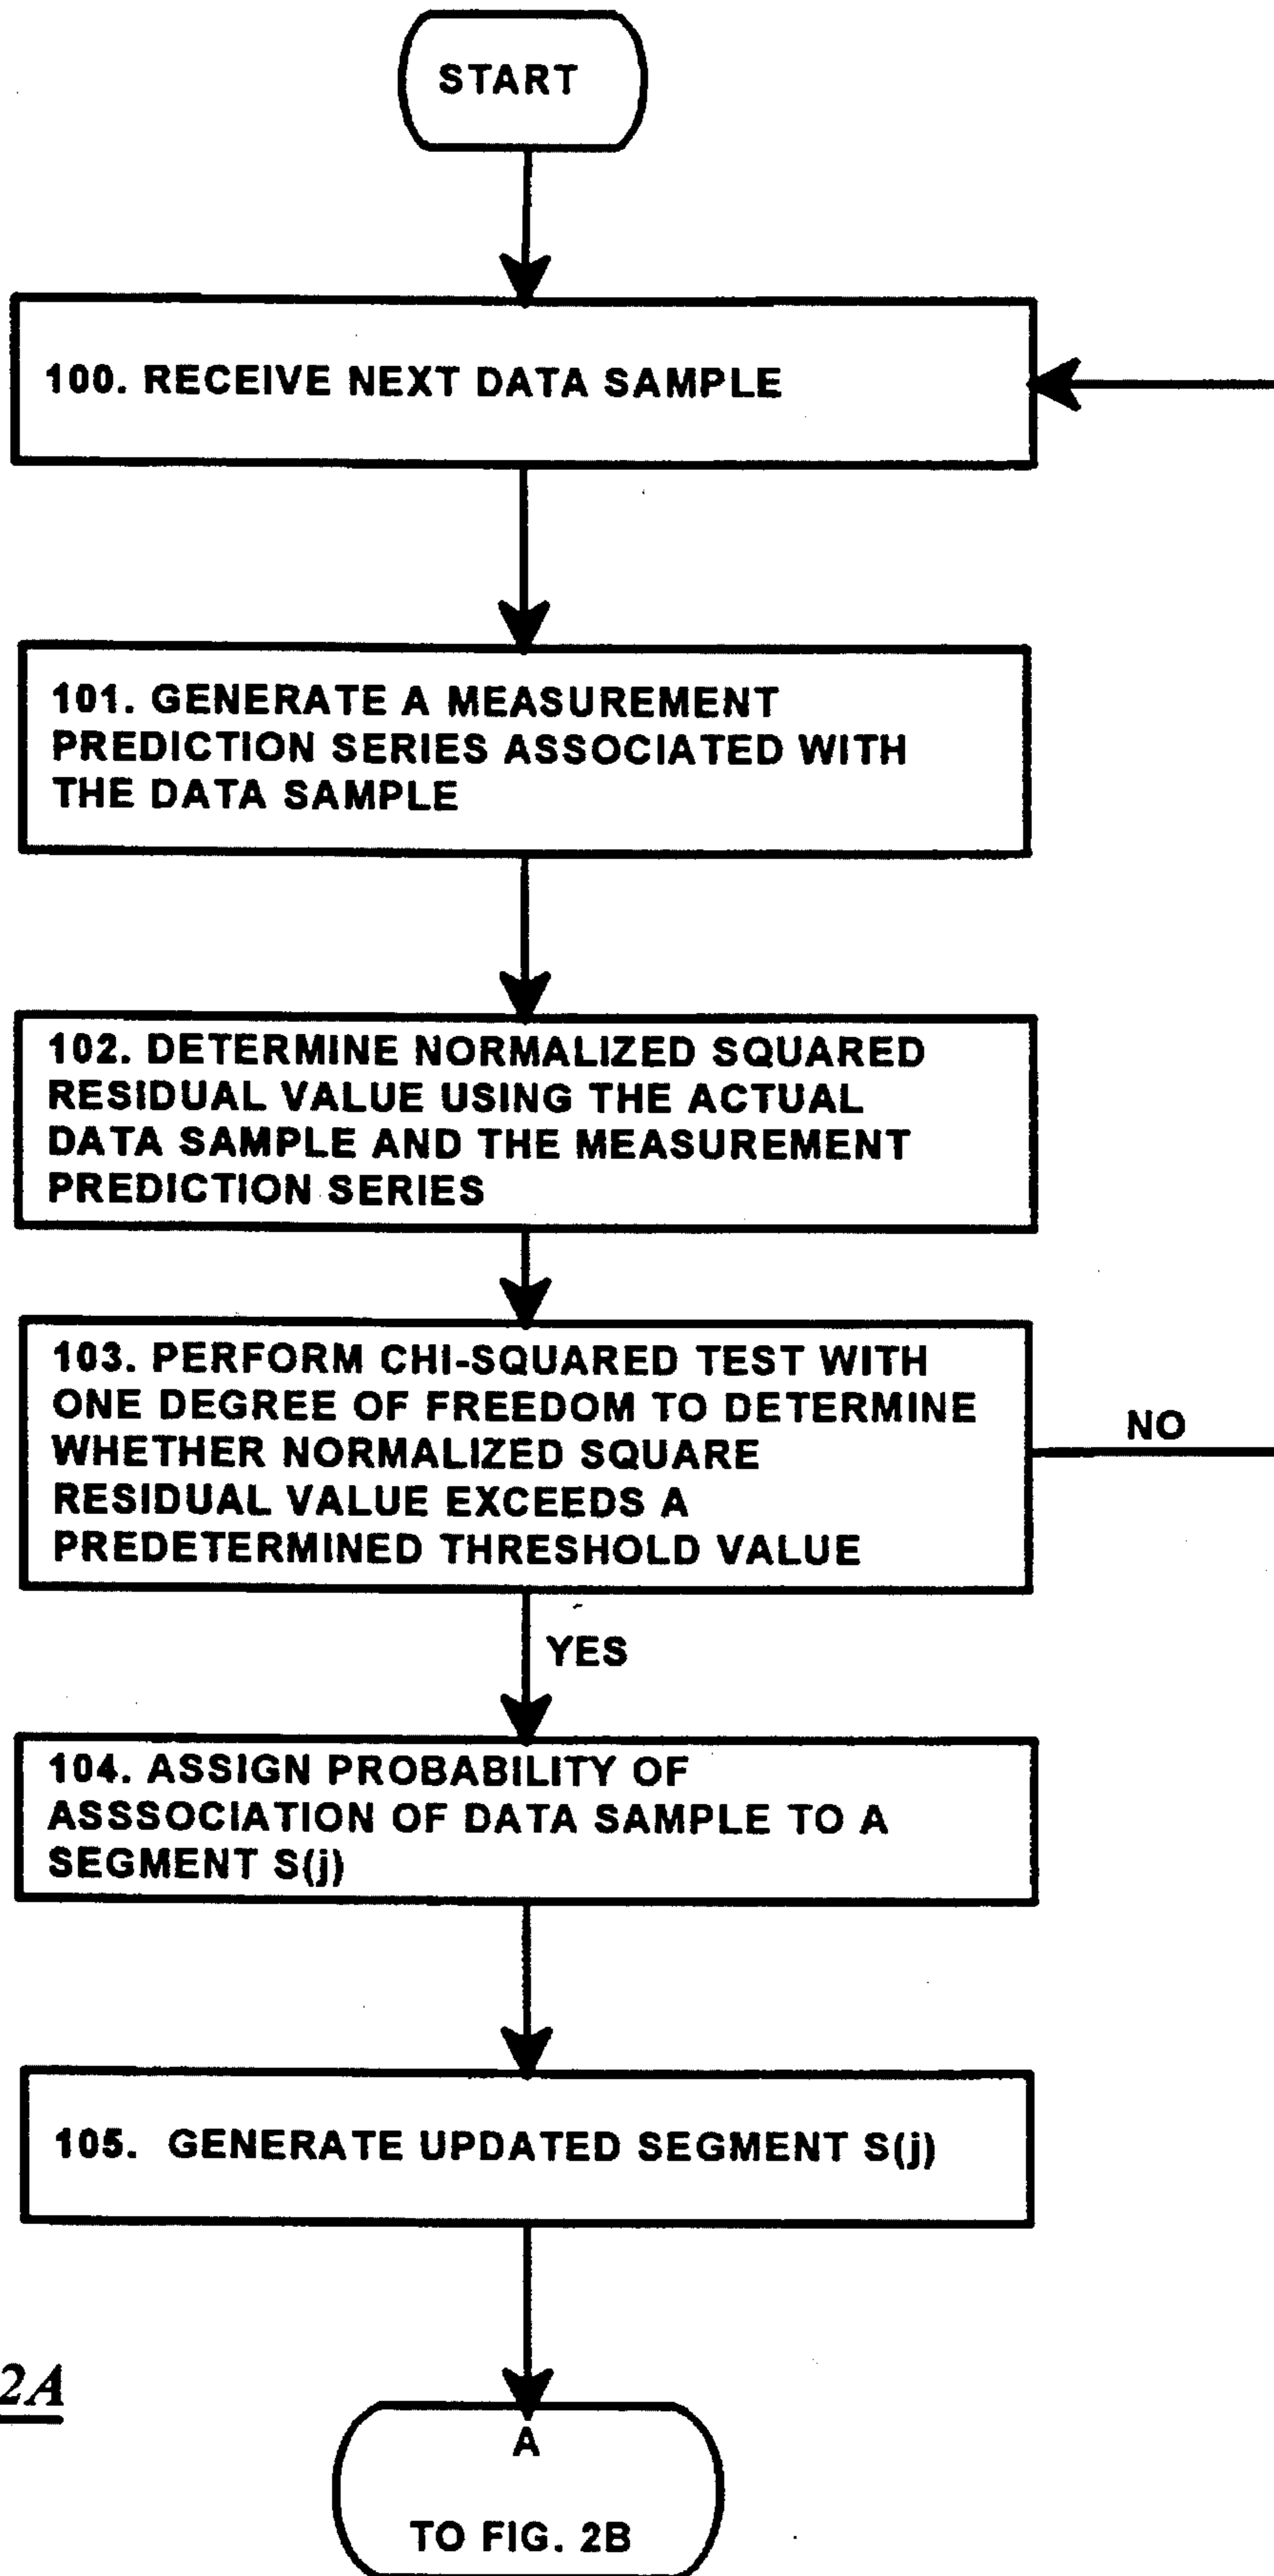 START
100. RECEIVE NEXT DATA SAMPLE
101. GENERATE A MEASUREMENT
PREDICTION SERIES ASSOCIATED WITH
THE DATA SAMPLE
102. DETERMINE NORMALIZED SQUARED
RESIDUAL VALUE USING THE ACTUAL
DATA SAMPLE AND THE MEASUREMENT
PREDICTION SERIES
103. PERFORM CHI-SQUARED TEST WITH
ONE DEGREE OF FREEDOM TO DETERMINE
WHETHER NORMALIZED SQUARE
RESIDUAL VALUE EXCEEDS A
PREDETERMINED THRESHOLD VALUE
NO
YES
104. ASSIGN PROBABILITY OF
ASSSOCIATION OF DATA SAMPLE TO A
SEGMENT S(j)
105. GENERATE UPDATED SEGMENT S(j)
2A
A
TO FIG. 2B